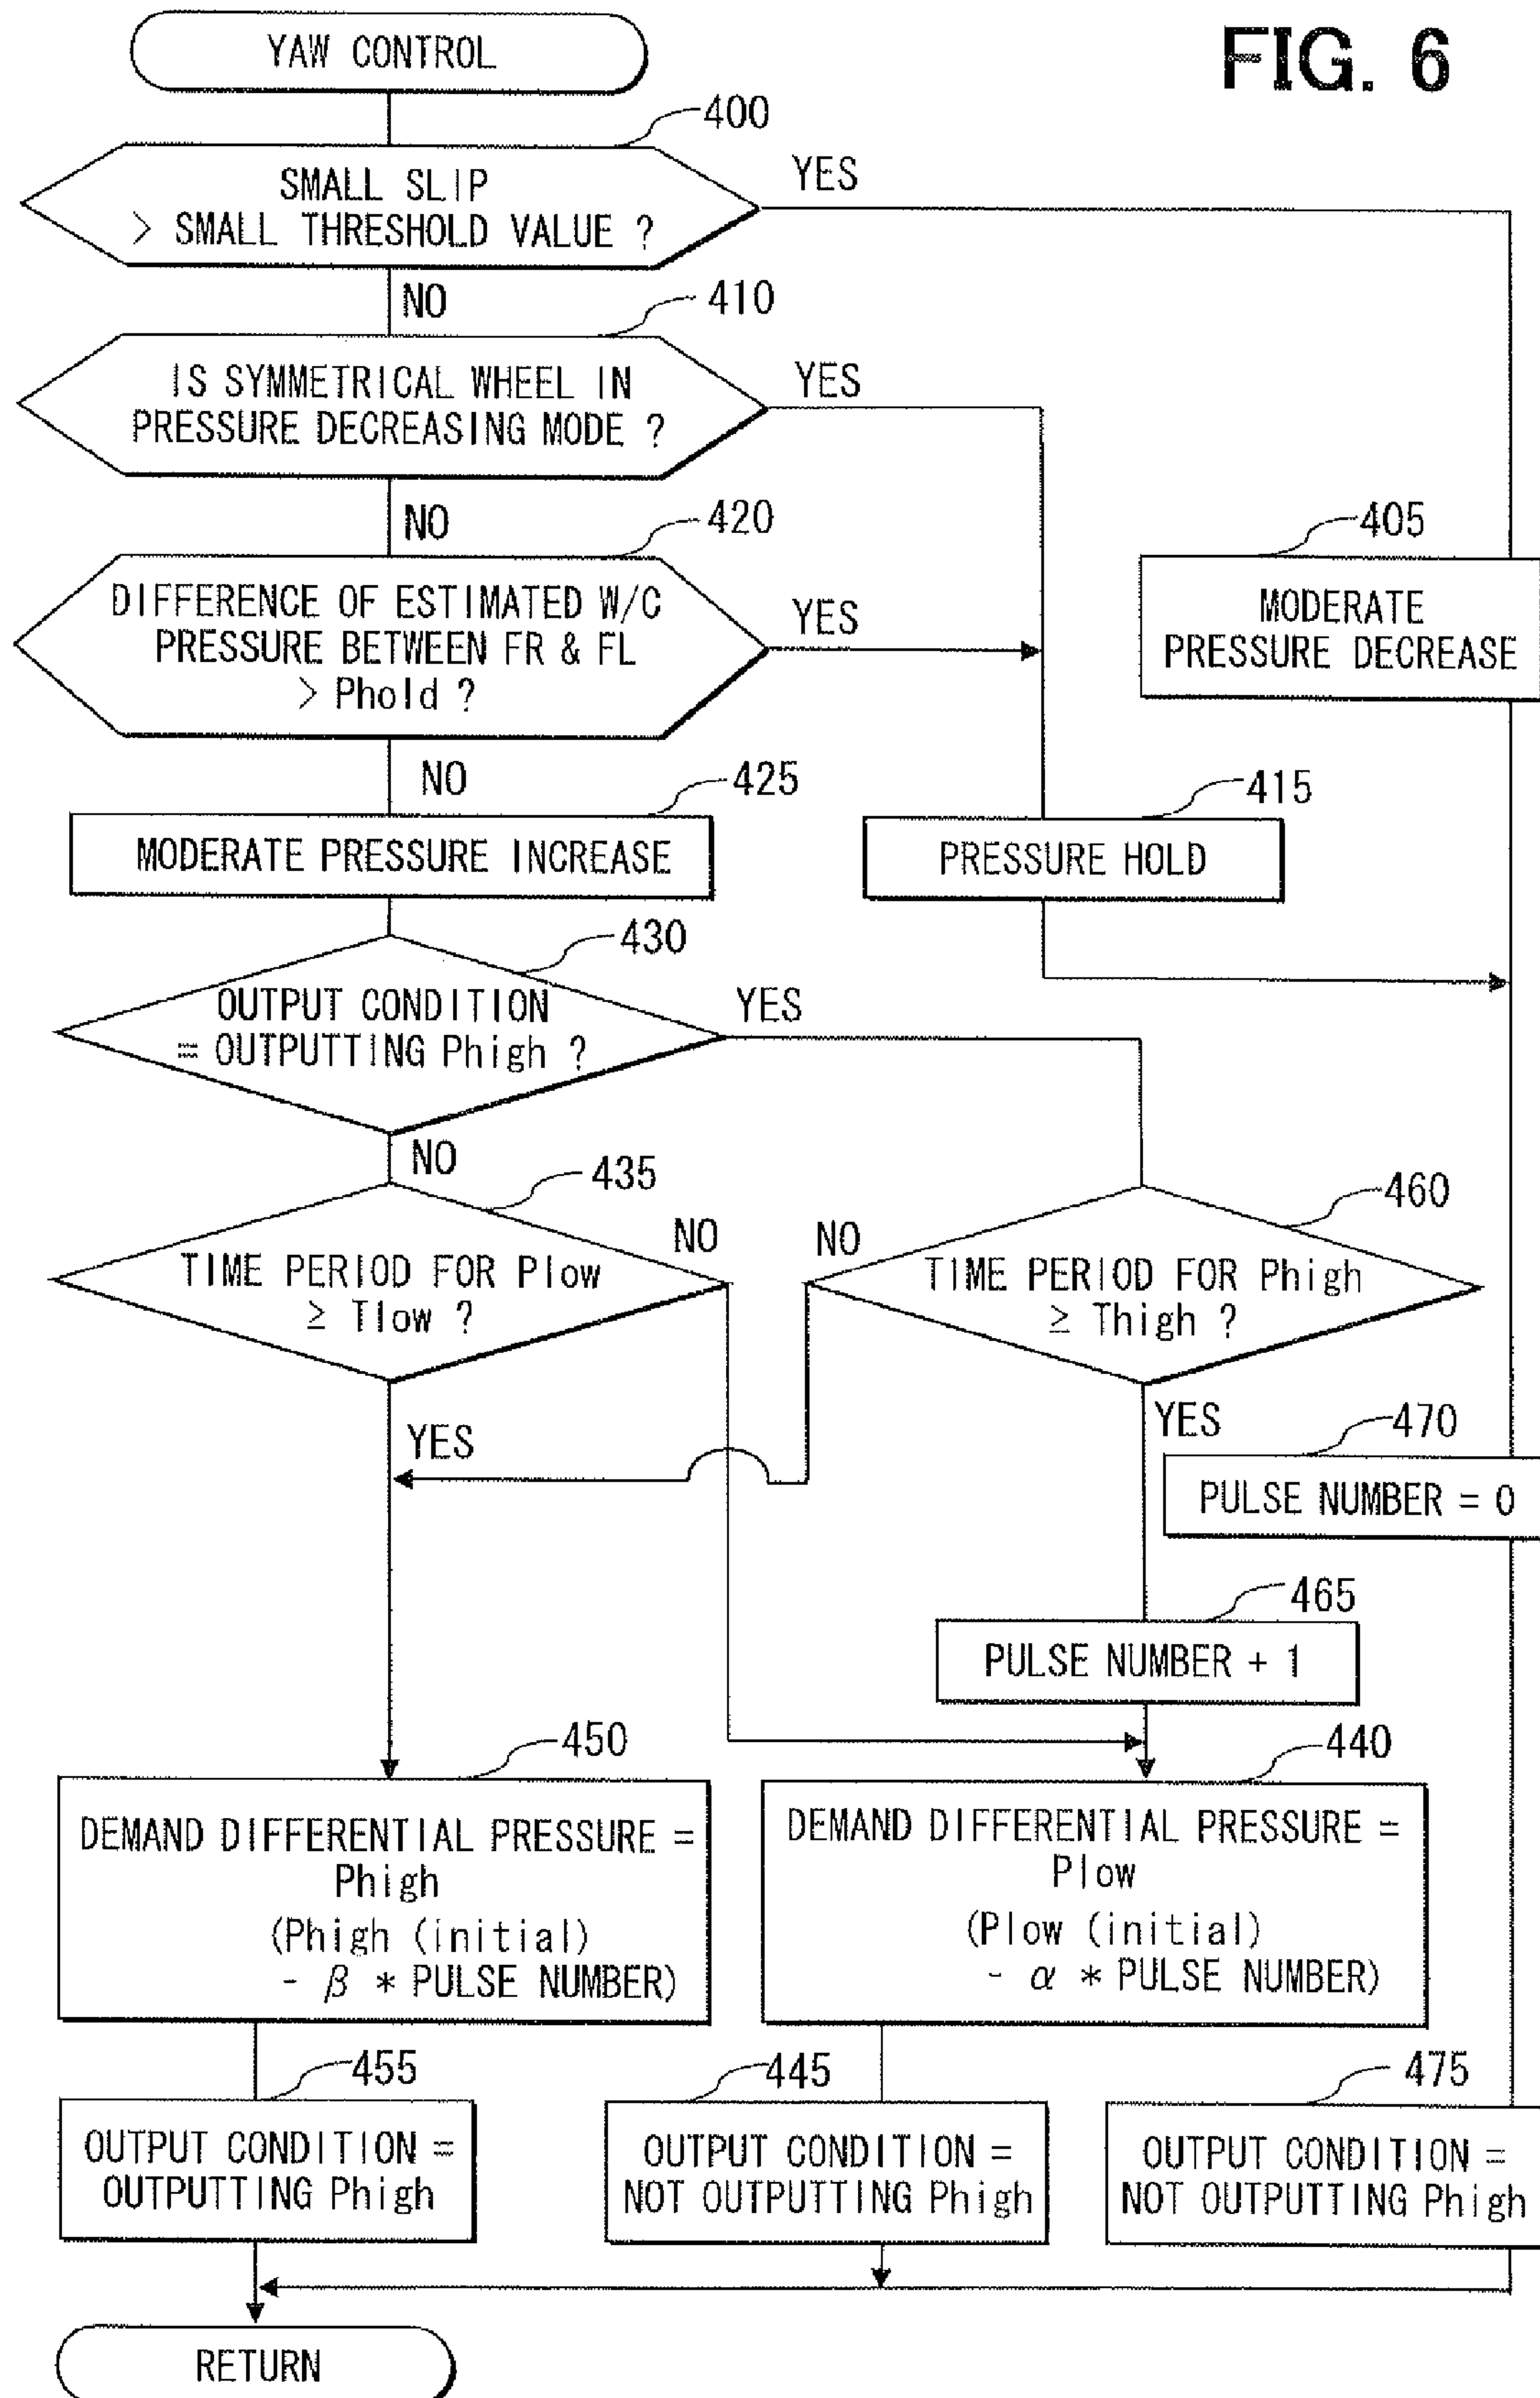 FIG. 6
YAW CONTROL
400
SMALL SLIP
> SMALL THRESHOLD VALUE ?
YES
NO
410
IS SYMMETRICAL WHEEL IN
PRESSURE DECREASING MODE ?
YES
NO
420
DIFFERENCE OF ESTIMATED W/C
PRESSURE BETWEEN FR & FL
> Phold ?
YES
405
MODERATE
PRESSURE DECREASE
NO
425
MODERATE PRESSURE INCREASE
415
PRESSURE HOLD
430
OUTPUT CONDITION
= OUTPUTTING Phigh ?
YES
NO
435
TIME PERIOD FOR Plow
≥ Tlow ?
NO
YES
460
NO
TIME PERIOD FOR Phigh
≥ Thigh ?
YES
470
PULSE NUMBER = 0
465
PULSE NUMBER + 1
450
DEMAND DIFFERENTIAL PRESSURE =
Phigh
(Phigh (initial)
- β * PULSE NUMBER)
440
DEMAND DIFFERENTIAL PRESSURE =
Plow
(Plow (initial)
- α * PULSE NUMBER)
455
OUTPUT CONDITION =
OUTPUTTING Phigh
445
OUTPUT CONDITION =
NOT OUTPUTTING Phigh
475
OUTPUT CONDITION =
NOT OUTPUTTING Phigh
RETURN